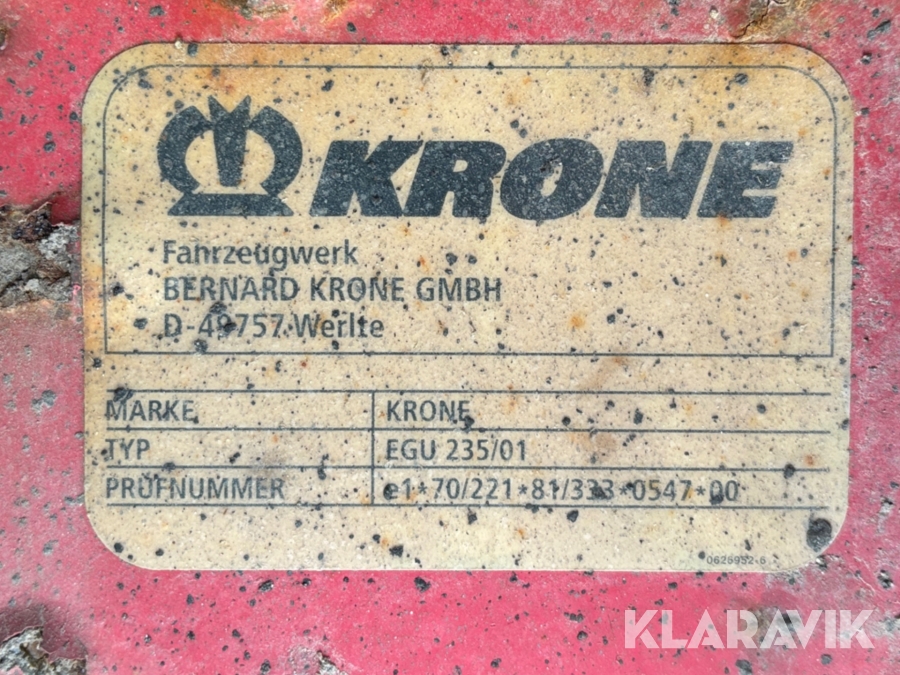 KRONE
Fahrzeugwerk
BERNARD KRONE GMBH
D-49757 Werlte
MARKE KRONE
TYP EGU 235/01
PRÜFNUMMER e1*70/221*81/333*0547*00
0626952-6
KLARAVIK